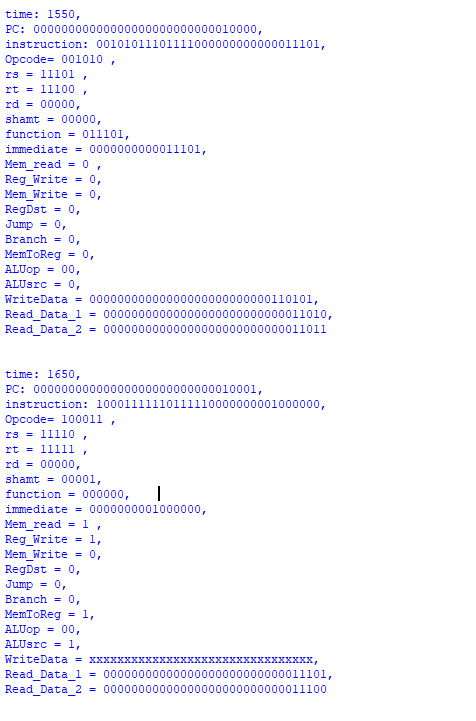 time: 1550,
PC: 00000000000000000000000000010000,
instruction: 00101011101111000000000000011101,
Opcode= 001010 ,
rs = 11101 ,
rt = 11100 ,
rd = 00000,
shamt = 00000,
function = 011101,
immediate = 0000000000011101,
Mem_read = 0 ,
Reg_Write = 0,
Mem_Write = 0,
RegDst = 0,
Jump = 0,
Branch = 0,
MemToReg = 0,
ALUop = 00,
ALUsrc = 0,
WriteData = 00000000000000000000000000110101,
Read_Data_1 = 00000000000000000000000000011010,
Read_Data_2 = 00000000000000000000000000011011
time: 1650,
PC: 00000000000000000000000000010001,
instruction: 10001111110111110000000001000000,
Opcode= 100011 ,
rs = 11110 ,
rt = 11111 ,
rd = 00000,
shamt = 00001,
function = 000000,
immediate = 0000000001000000,
Mem_read = 1 ,
Reg_Write = 1,
Mem_Write = 0,
RegDst = 0,
Jump = 0,
Branch = 0,
MemToReg = 1,
ALUop = 00,
ALUsrc = 1,
WriteData = xxxxxxxxxxxxxxxxxxxxxxxxxxxxxxxx,
Read_Data_1 = 00000000000000000000000000011101,
Read_Data_2 = 00000000000000000000000000011100